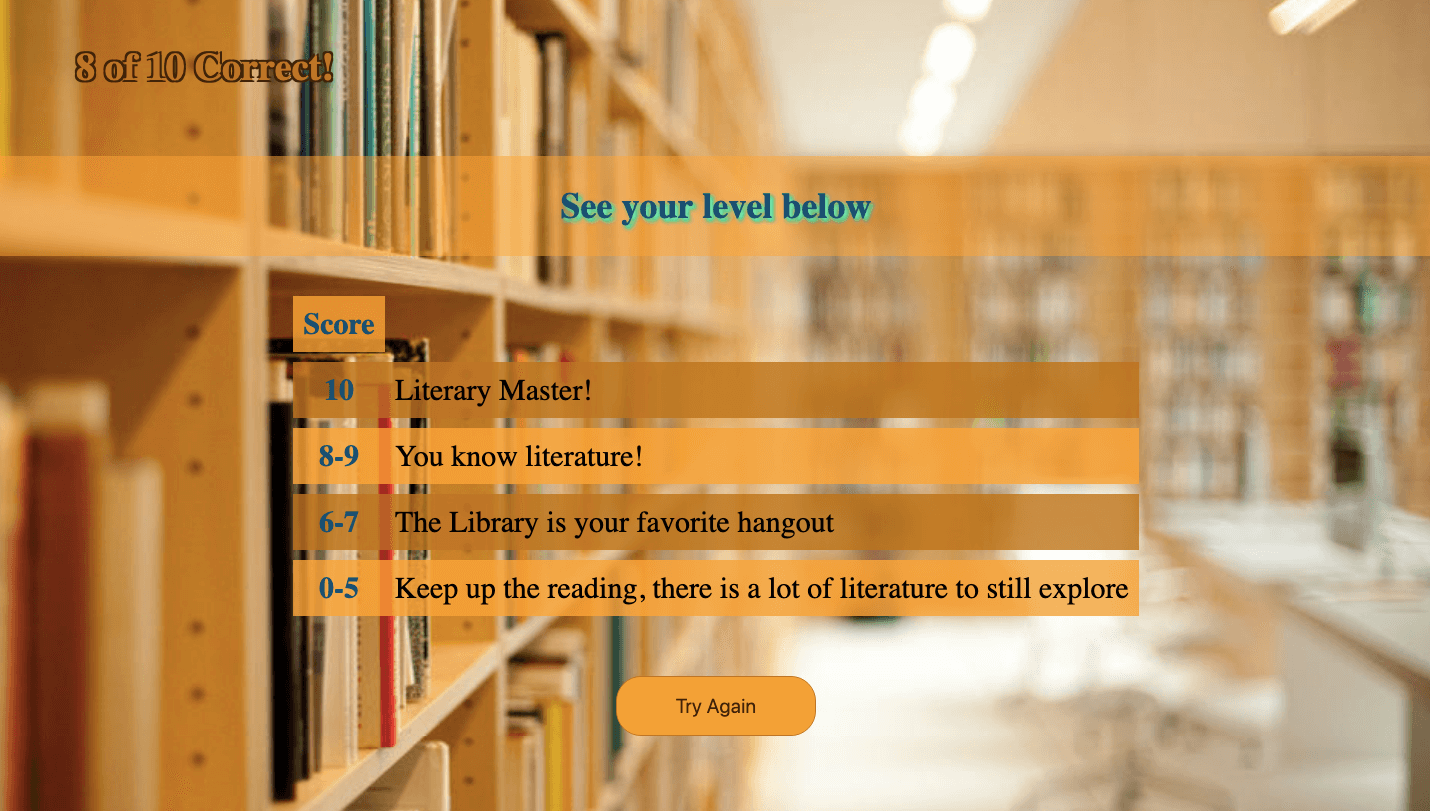 8 of 10 Correct!
See your level below
Score
10 Literary Master!
8-9 You know literature!
6-7 The Library is your favorite hangout
0-5 Keep up the reading, there is a lot of literature to still explore
Try Again